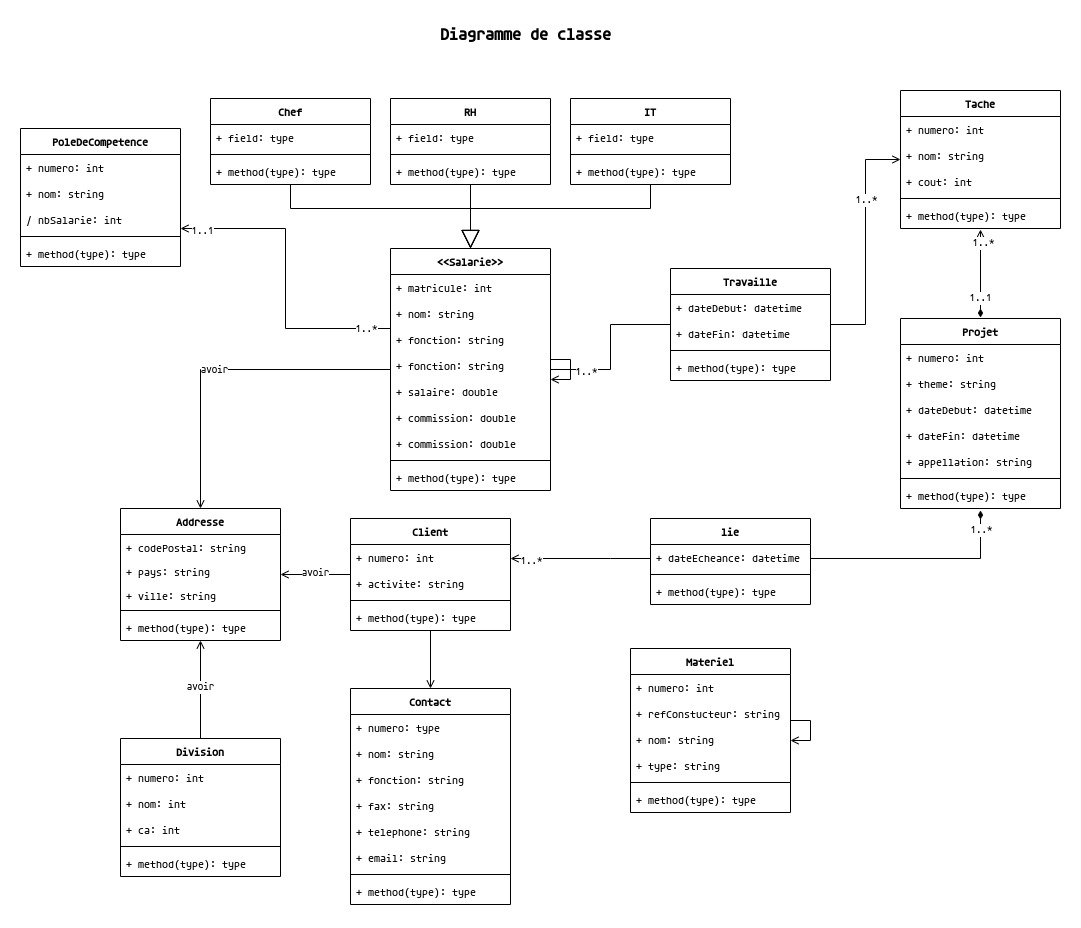 Diagramme de classe
PoleDeCompetence
+ numero: int
+ nom: string
/ nbSalarie: int
+ method(type): type
Chef
+ field: type
+ method(type): type
RH
+ field: type
+ method(type): type
IT
+ field: type
+ method(type): type
Tache
+ numero: int
+ nom: string
+ cout: int
+ method(type): type
1..1
1..*
<<Salarie>>
+ matricule: int
+ nom: string
+ fonction: string
+ fonction: string
+ salaire: double
+ commission: double
+ commission: double
+ method(type): type
1..*
Travaille
+ dateDebut: datetime
+ dateFin: datetime
+ method(type): type
1..*
1..*
1..1
Projet
+ numero: int
+ theme: string
+ dateDebut: datetime
+ dateFin: datetime
+ appellation: string
+ method(type): type
1..*
avoir
Addresse
+ codePostal: string
+ pays: string
+ ville: string
+ method(type): type
avoir
Client
+ numero: int
+ activite: string
+ method(type): type
1..*
lie
+ dateEcheance: datetime
+ method(type): type
avoir
Division
+ numero: int
+ nom: int
+ ca: int
+ method(type): type
Contact
+ numero: type
+ nom: string
+ fonction: string
+ fax: string
+ telephone: string
+ email: string
+ method(type): type
Materiel
+ numero: int
+ refConstucteur: string
+ nom: string
+ type: string
+ method(type): type